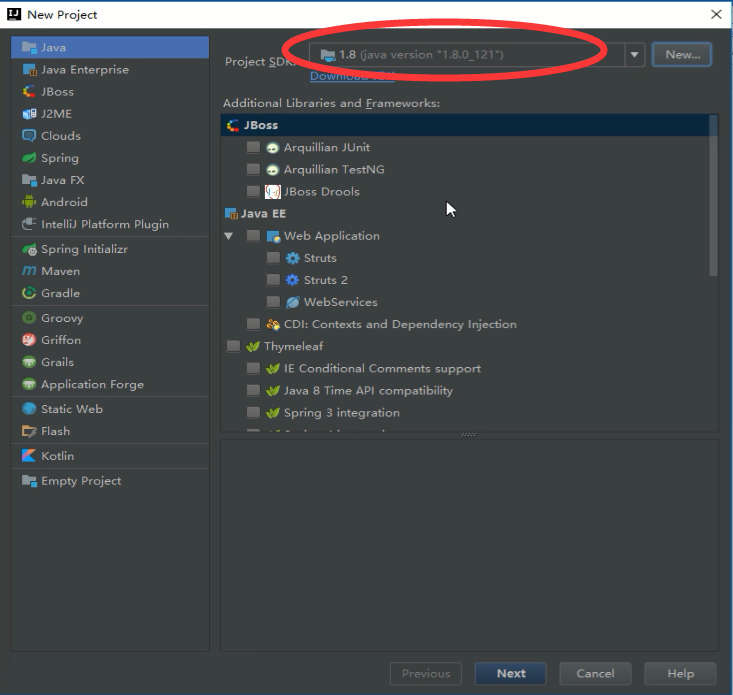 New Project
Java
Java Enterprise
JBoss
J2ME
Clouds
Spring
Java FX
Android
IntelliJ Platform Plugin
Spring Initializr
Maven
Gradle
Groovy
Griffon
Grails
Application Forge
Static Web
Flash
Kotlin
Empty Project
Project SDK: 1.8 (java version "1.8.0_121") New...
Download
Additional Libraries and Frameworks:
JBoss
Arquillian JUnit
Arquillian TestNG
JBoss Drools
Java EE
Web Application
Struts
Struts 2
WebServices
CDI: Contexts and Dependency Injection
Thymeleaf
IE Conditional Comments support
Java 8 Time API compatibility
Spring 3 integration
Previous Next Cancel Help